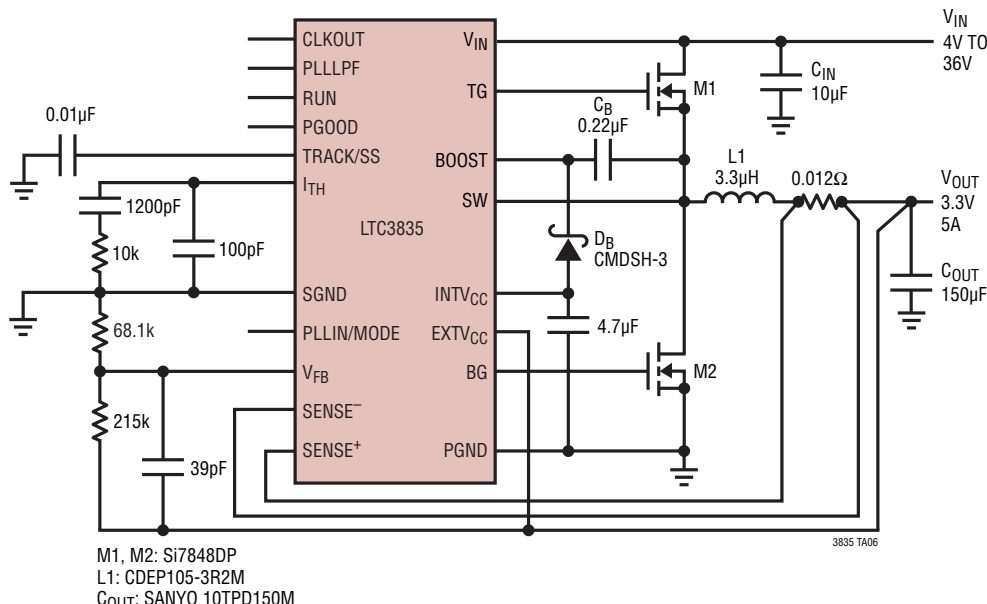 CLKOUT
PLLLPF
RUN
PGOOD
TRACK/SS
I_TH
SGND
PLLIN/MODE
V_FB
SENSE⁻
SENSE⁺
LTC3835
V_IN
TG
BOOST
SW
INTV_CC
EXTV_CC
BG
PGND
0.01µF
1200pF
10k
100pF
68.1k
215k
39pF
C_B
0.22µF
D_B
CMDSH-3
4.7µF
M1
M2
C_IN
10µF
V_IN
4V TO
36V
L1
3.3µH
0.012Ω
V_OUT
3.3V
5A
C_OUT
150µF
3835 TA06
M1, M2: Si7848DP
L1: CDEP105-3R2M
C_OUT: SANYO 10TPD150M